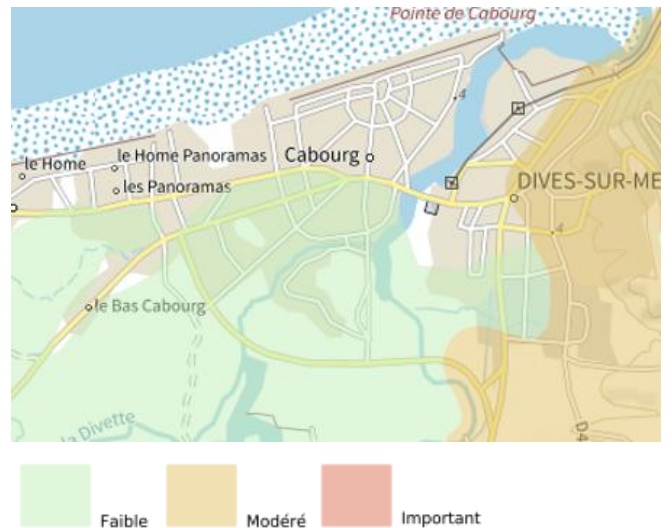 Pointe de Cabourg
4
le Home
le Home Panoramas
Cabourg
les Panoramas
DIVES-SUR-ME
4
le Bas Cabourg
la Divette
D4
Faible
Modéré
Important